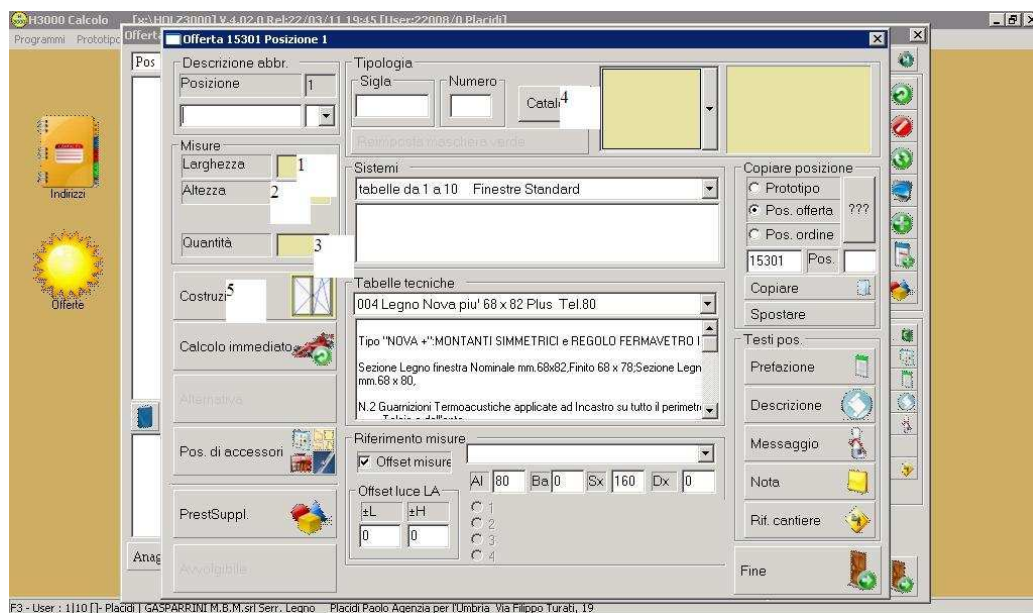 H3000 Calcolo [x:\HOLZ3000] V.4.02.0 Rel:22/03/11 19:45 [User:22008/0 Placidi]
Programmi Prototipo
Offerta 15301 Posizione 1
Pos
Descrizione abbr.
Posizione 1
Tipologia
Sigla
Numero
4
Misure
Larghezza 1
Altezza 2
Quantità 3
Reimposta maschera verde
Sistemi
tabelle da 1 a 10 Finestre Standard
Copiare posizione
Prototipo
Pos. offerta
???
Pos. ordine
15301 Pos.
Copiare
Spostare
Indirizzi
Offerte
5
Calcolo immediato
Alternativa
Pos. di accessori
PrestSuppl.
Avvolgibile
Tabelle tecniche
004 Legno Nova piu' 68 x 82 Plus Tel.80
Tipo "NOVA +":MONTANTI SIMMETRICI e REGOLO FERMAVETRO
Sezione Legno finestra Nominale mm.68x82,Finito 68 x 78;Sezione Legn
mm.68 x 80,
N.2 Guarnizioni Termoacustiche applicate ad Incastro su tutto il perimetro
Riferimento misure
Offset misure
Al 80 Ba 0 Sx 160 Dx 0
Offset luce LA
±L ±H
0 0
1
2
3
4
Testi pos.
Prefazione
Descrizione
Messaggio
Nota
Rif. cantiere
Fine
Anag
F3 - User : 1|10 []- Placidi | GASPARRINI M.B.M.srl Serr. Legno Placidi Paolo Agenzia per l'Umbria Via Filippo Turati, 19